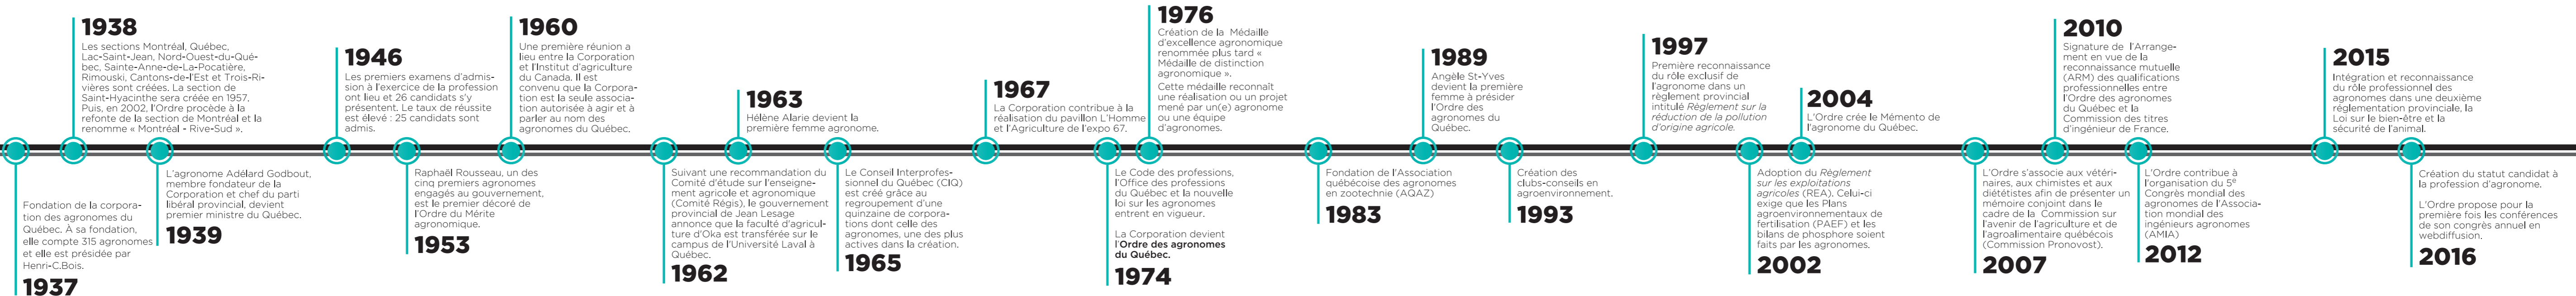 1938
Les sections Montréal, Québec,
Lac-Saint-Jean, Nord-Ouest-du-Qué-
bec, Sainte-Anne-de-La-Pocatière,
Rimouski, Cantons-de-l'Est et Trois-Ri-
vières sont créées. La section de
Saint-Hyacinthe sera créée en 1957.
Puis, en 2002, l'Ordre procède à la
refonte de la section de Montréal et la
renomme « Montréal - Rive-Sud ».
1946
Les premiers examens d'admis-
sion à l'exercice de la profession
ont lieu et 26 candidats s'y
présentent. Le taux de réussite
est élevé : 25 candidats sont
admis.
1960
Une première réunion a
lieu entre la Corporation
et l'Institut d'agriculture
du Canada. Il est
convenu que la Corpora-
tion est la seule associa-
tion autorisée à agir et à
parler au nom des
agronomes du Québec.
1963
Hélène Alarie devient la
première femme agronome.
1967
La Corporation contribue à la
réalisation du pavillon L'Homme
et l'Agriculture de l'expo 67.
1976
Création de la Médaille
d'excellence agronomique
renommée plus tard «
Médaille de distinction
agronomique ».
Cette médaille reconnaît
une réalisation ou un projet
mené par un(e) agronome
ou une équipe
d'agronomes.
1989
Angèle St-Yves
devient la première
femme à présider
l'Ordre des
agronomes du
Québec.
1997
Première reconnaissance
du rôle exclusif de
l'agronome dans un
règlement provincial
intitulé Règlement sur la
réduction de la pollution
d'origine agricole.
2004
L'Ordre crée le Mémento de
l'agronome du Québec.
2010
Signature de l'Arrange-
ment en vue de la
reconnaissance mutuelle
(ARM) des qualifications
professionnelles entre
l'Ordre des agronomes
du Québec et la
Commission des titres
d'ingénieur de France.
2015
Intégration et reconnaissance
du rôle professionnel des
agronomes dans une deuxième
réglementation provinciale, la
Loi sur le bien-être et la
sécurité de l'animal.
Fondation de la corpora-
tion des agronomes du
Québec. À sa fondation,
elle compte 315 agronomes
et elle est présidée par
Henri-C.Bois.
1937
L'agronome Adélard Godbout,
membre fondateur de la
Corporation et chef du parti
libéral provincial, devient
premier ministre du Québec.
1939
Raphaël Rousseau, un des
cinq premiers agronomes
engagés au gouvernement,
est le premier décoré de
l'Ordre du Mérite
agronomique.
1953
Suivant une recommandation du
Comité d'étude sur l'enseigne-
ment agricole et agronomique
(Comité Régis), le gouvernement
provincial de Jean Lesage
annonce que la faculté d'agricul-
ture d'Oka est transférée sur le
campus de l'Université Laval à
Québec.
1962
Le Conseil Interprofes-
sionnel du Québec (CIQ)
est créé grâce au
regroupement d'une
quinzaine de corpora-
tions dont celle des
agronomes, une des plus
actives dans la création.
1965
Le Code des professions,
l'Office des professions
du Québec et la nouvelle
loi sur les agronomes
entrent en vigueur.
La Corporation devient
l'Ordre des agronomes
du Québec.
1974
Fondation de l'Association
québécoise des agronomes
en zootechnie (AQAZ)
1983
Création des
clubs-conseils en
agroenvironnement.
1993
Adoption du Règlement
sur les exploitations
agricoles (REA). Celui-ci
exige que les Plans
agroenvironnementaux de
fertilisation (PAEF) et les
bilans de phosphore soient
faits par les agronomes.
2002
L'Ordre s'associe aux vétéri-
naires, aux chimistes et aux
diététistes afin de présenter un
mémoire conjoint dans le
cadre de la Commission sur
l'avenir de l'agriculture et de
l'agroalimentaire québécois
(Commission Pronovost).
2007
L'Ordre contribue à
l'organisation du 5e
Congrès mondial des
agronomes de l'Associa-
tion mondial des
ingénieurs agronomes
(AMIA)
2012
Création du statut candidat à
la profession d'agronome.
L'Ordre propose pour la
première fois les conférences
de son congrès annuel en
webdiffusion.
2016